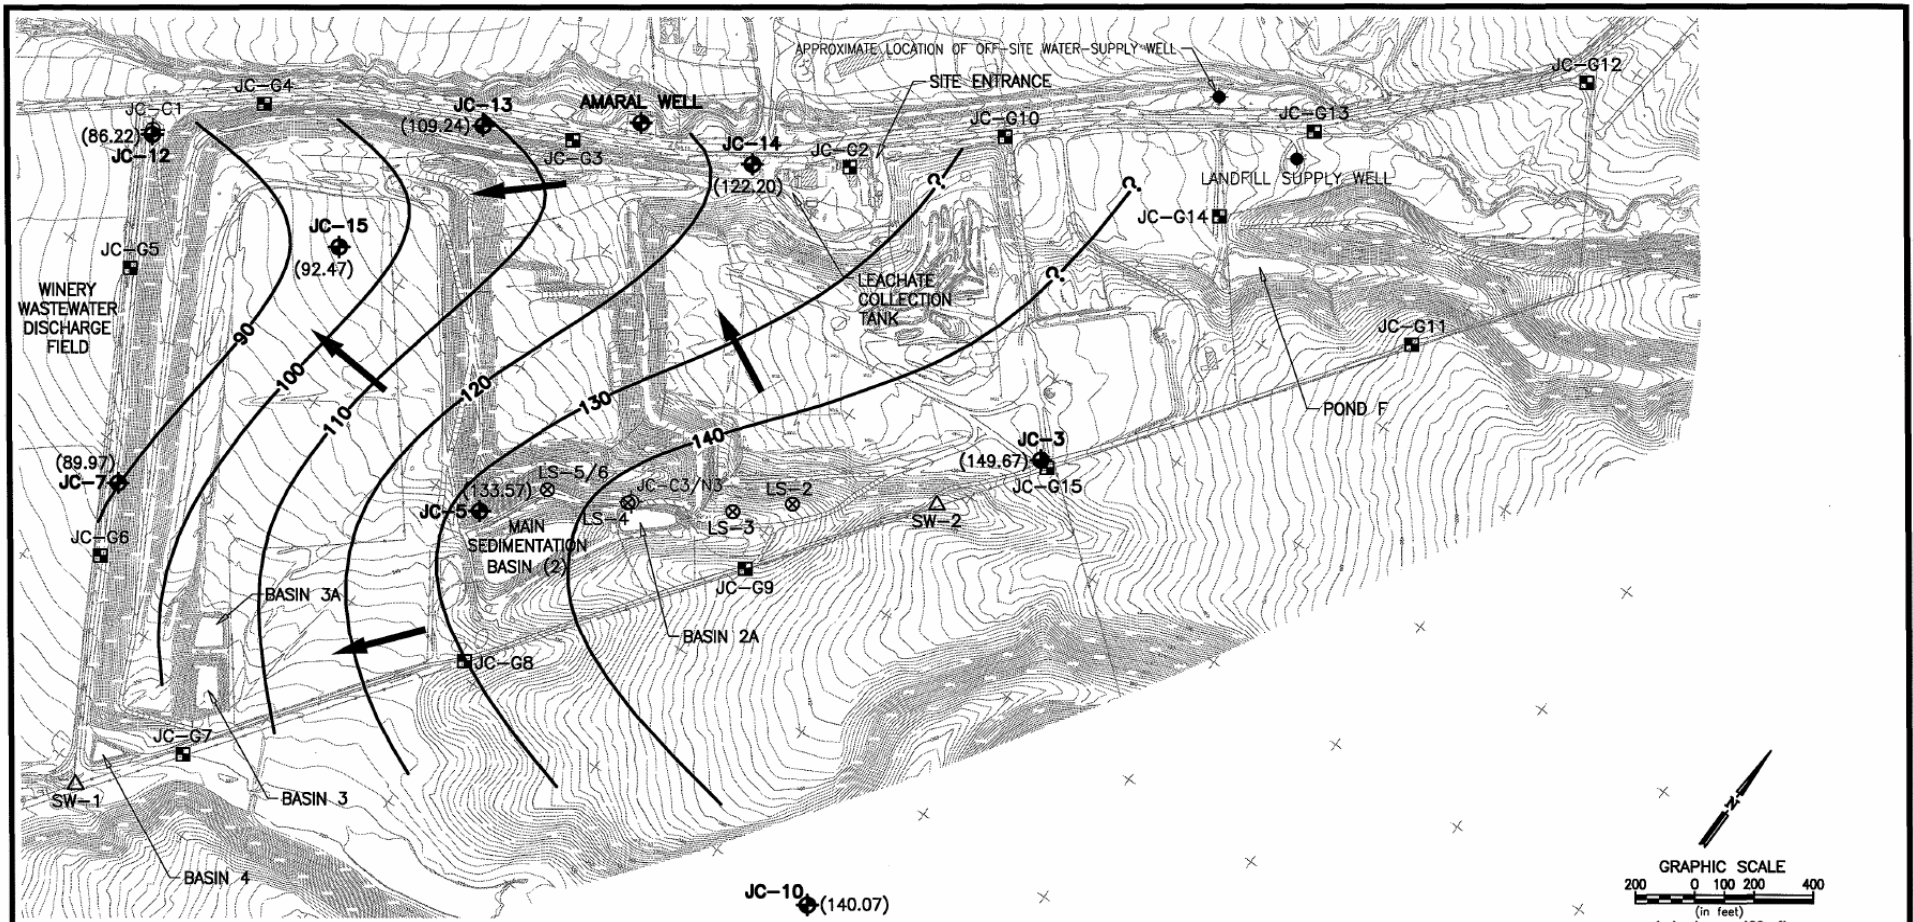 APPROXIMATE LOCATION OF OFF-SITE WATER-SUPPLY WELL
SITE ENTRANCE
JC-G12
JC-G4
JC-C1
JC-13
(109.24)
AMARAL WELL
JC-G10
JC-G13
(86.22)
JC-12
JC-G3
JC-14
(122.20)
JC-G2
LANDFILL SUPPLY WELL
?
?
JC-G14
JC-15
(92.47)
JC-G5
?
WINERY
WASTEWATER
DISCHARGE
FIELD
LEACHATE
COLLECTION
TANK
90
100
110
120
130
140
JC-G11
POND F
JC-3
(149.67)
JC-G15
(89.97)
JC-7
LS-5/6
(133.57)
JC-5
JC-C3/N3
LS-4
LS-3
LS-2
SW-2
MAIN
SEDIMENTATION
BASIN (2)
JC-G6
JC-G9
BASIN 3A
BASIN 2A
JC-G8
JC-G7
SW-1
BASIN 3
BASIN 4
JC-10
(140.07)
N
GRAPHIC SCALE
200 0 100 200 400
(in feet)